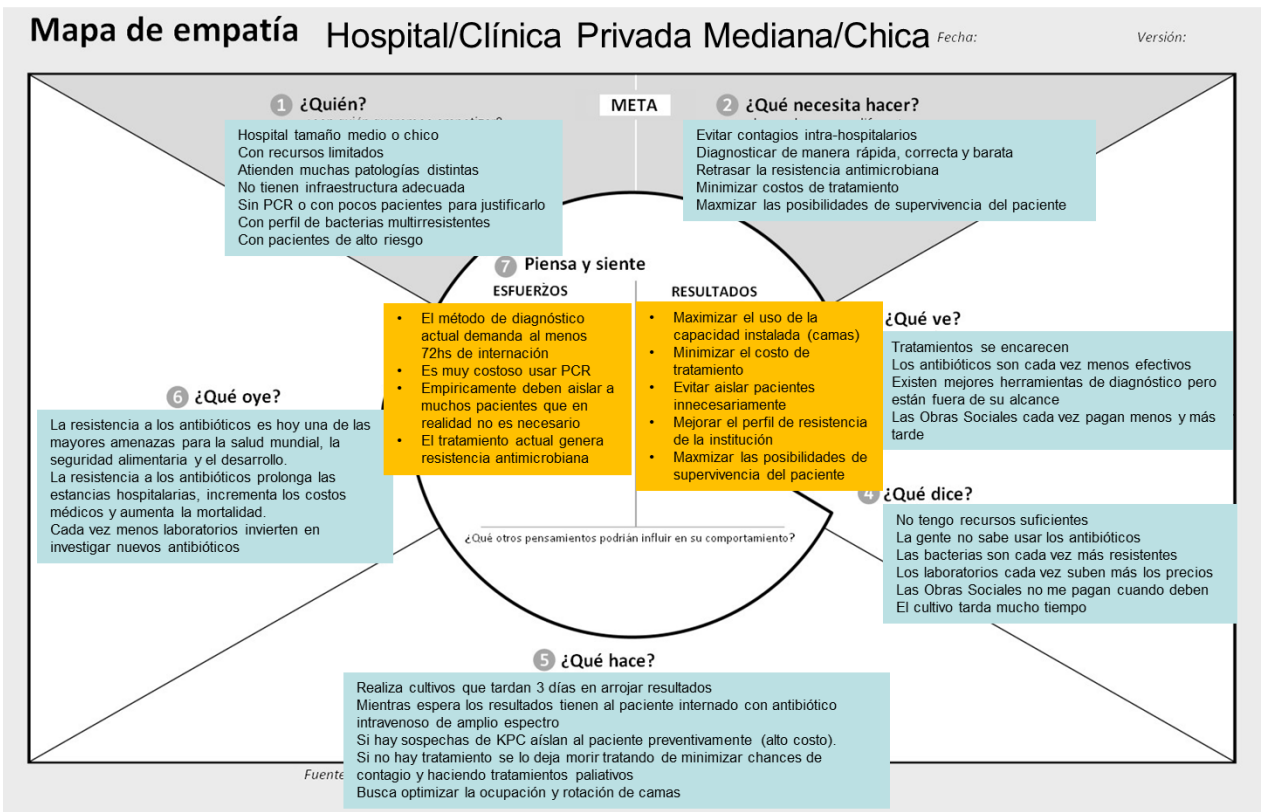 Mapa de empatía Hospital/Clínica Privada Mediana/Chica Fecha: Versión:
META
1 ¿Quién?
Hospital tamaño medio o chico
Con recursos limitados
Atienden muchas patologías distintas
No tienen infraestructura adecuada
Sin PCR o con pocos pacientes para justificarlo
Con perfil de bacterias multirresistentes
Con pacientes de alto riesgo
2 ¿Qué necesita hacer?
Evitar contagios intra-hospitalarios
Diagnosticar de manera rápida, correcta y barata
Retrasar la resistencia antimicrobiana
Minimizar costos de tratamiento
Maxmizar las posibilidades de supervivencia del paciente
¿Qué ve?
Tratamientos se encarecen
Los antibióticos son cada vez menos efectivos
Existen mejores herramientas de diagnóstico pero
están fuera de su alcance
Las Obras Sociales cada vez pagan menos y más
tarde
4 ¿Qué dice?
No tengo recursos suficientes
La gente no sabe usar los antibióticos
Las bacterias son cada vez más resistentes
Los laboratorios cada vez suben más los precios
Las Obras Sociales no me pagan cuando deben
El cultivo tarda mucho tiempo
5 ¿Qué hace?
Realiza cultivos que tardan 3 días en arrojar resultados
Mientras espera los resultados tienen al paciente internado con antibiótico
intravenoso de amplio espectro
Si hay sospechas de KPC aíslan al paciente preventivamente (alto costo).
Si no hay tratamiento se lo deja morir tratando de minimizar chances de
contagio y haciendo tratamientos paliativos
Busca optimizar la ocupación y rotación de camas
Fuente
6 ¿Qué oye?
La resistencia a los antibióticos es hoy una de las
mayores amenazas para la salud mundial, la
seguridad alimentaria y el desarrollo.
La resistencia a los antibióticos prolonga las
estancias hospitalarias, incrementa los costos
médicos y aumenta la mortalidad.
Cada vez menos laboratorios invierten en
investigar nuevos antibióticos
7 Piensa y siente
ESFUERZOS
• El método de diagnóstico
actual demanda al menos
72hs de internación
• Es muy costoso usar PCR
• Empiricamente deben aislar a
muchos pacientes que en
realidad no es necesario
• El tratamiento actual genera
resistencia antimicrobiana
RESULTADOS
• Maximizar el uso de la
capacidad instalada (camas)
• Minimizar el costo de
tratamiento
• Evitar aislar pacientes
innecesariamente
• Mejorar el perfil de resistencia
de la institución
• Maxmizar las posibilidades de
supervivencia del paciente
¿Qué otros pensamientos podrián influir en su comportamiento?